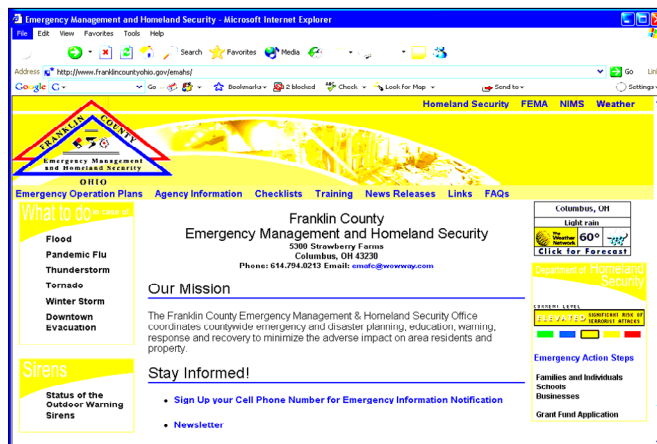 Emergency Management and Homeland Security - Microsoft Internet Explorer
File Edit View Favorites Tools Help
Search Favorites Media
Address http://www.franklincountyohio.gov/emahs/ Go
Google G Go Bookmarks 2 blocked Check Look for Map Send to Settings
Homeland Security FEMA NIMS Weather
FRANKLIN COUNTY
Emergency Management
and Homeland Security
OHIO
Emergency Operation Plans Agency Information Checklists Training News Releases Links FAQs
What to do in case of
Flood
Pandemic Flu
Thunderstorm
Tornado
Winter Storm
Downtown
Evacuation
Sirens
Status of the
Outdoor Warning
Sirens
Franklin County
Emergency Management and Homeland Security
5300 Strawberry Farms
Columbus, OH 43230
Phone: 614.794.0213 Email: emafc@wowway.com
Our Mission
The Franklin County Emergency Management & Homeland Security Office
coordinates countywide emergency and disaster planning, education, warning,
response and recovery to minimize the adverse impact on area residents and
property.
Stay Informed!
Sign Up your Cell Phone Number for Emergency Information Notification
Newsletter
Columbus, OH
Light rain
The Weather Network 60°
Click for Forecast
Department of Homeland
Security
CURRENT LEVEL
ELEVATED SIGNIFICANT RISK OF
TERRORIST ATTACKS
Emergency Action Steps
Families and Individuals
Schools
Businesses
Grant Fund Application